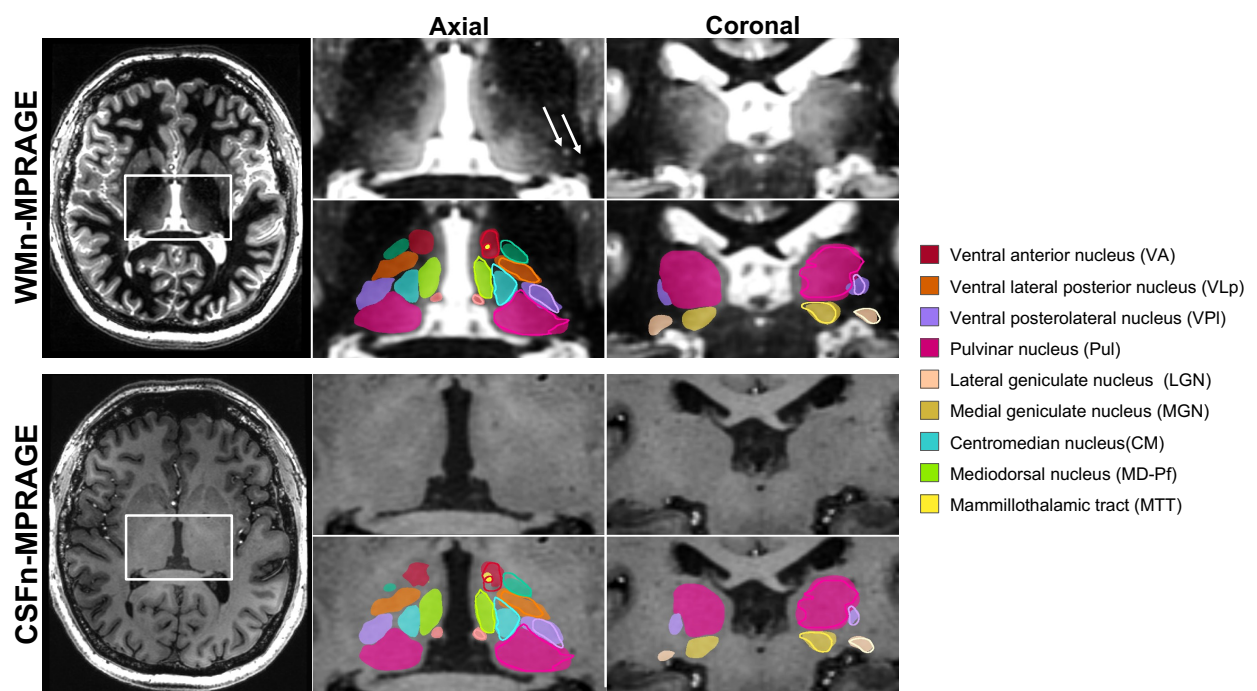 Axial
Coronal
WMn-MPRAGE
CSFn-MPRAGE
Ventral anterior nucleus (VA)
Ventral lateral posterior nucleus (VLp)
Ventral posterolateral nucleus (VPl)
Pulvinar nucleus (Pul)
Lateral geniculate nucleus (LGN)
Medial geniculate nucleus (MGN)
Centromedian nucleus(CM)
Mediodorsal nucleus (MD-Pf)
Mammillothalamic tract (MTT)